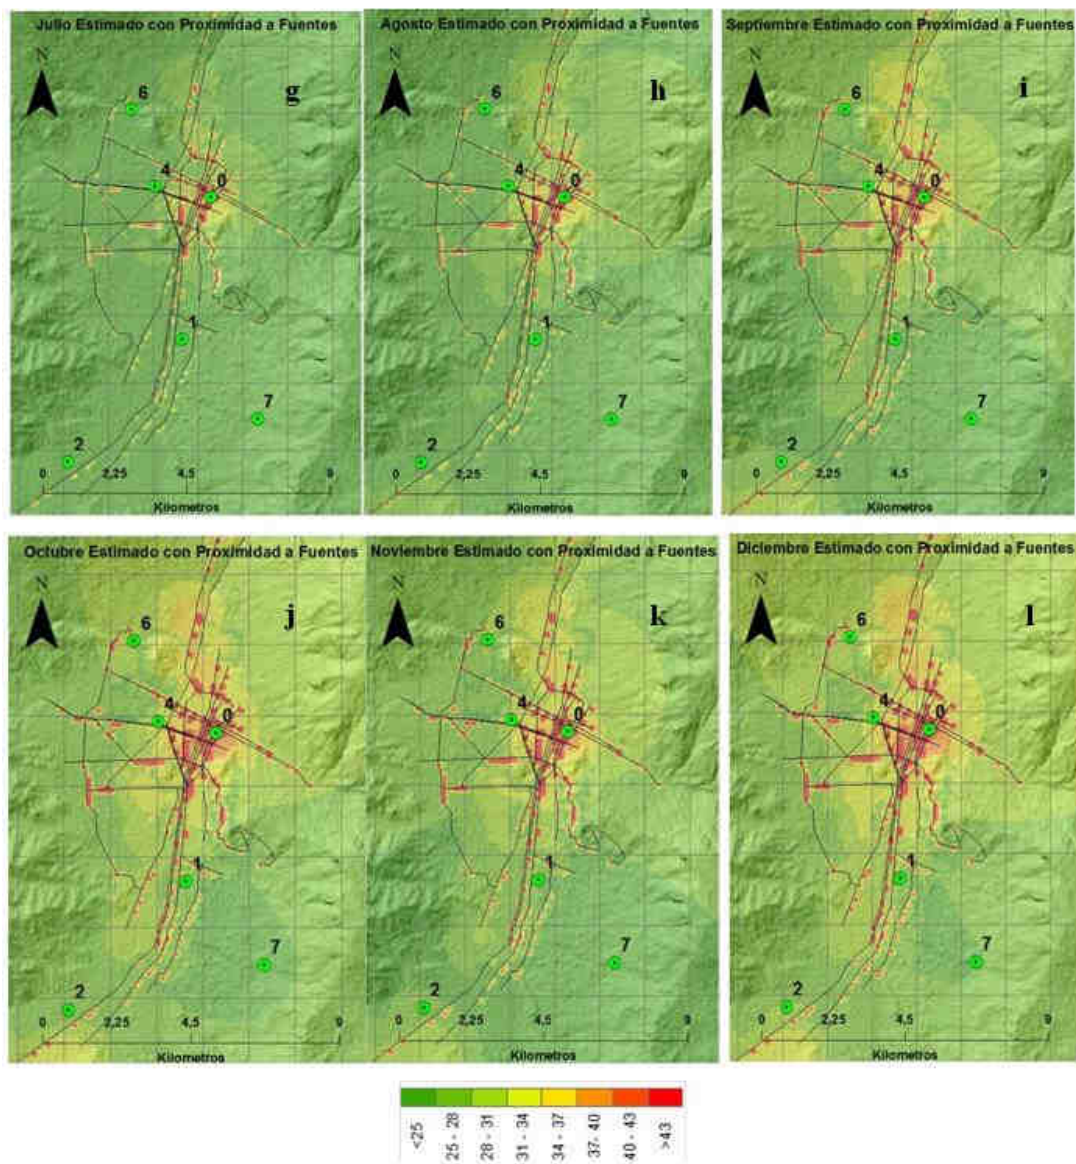 Julio Estimado con Proximidad a Fuentes
N
g
6
4
0
1
7
2
0 2,25 4,5 9
Kilometros
Agosto Estimado con Proximidad a Fuentes
N
h
6
4
0
1
7
2
0 2,25 4,5 9
Kilometros
Septiembre Estimado con Proximidad a Fuentes
N
i
6
4
0
1
7
2
0 2,25 4,5 9
Kilometros
Octubre Estimado con Proximidad a Fuentes
N
j
6
4
0
1
7
2
0 2,25 4,5 9
Kilometros
Noviembre Estimado con Proximidad a Fuentes
N
k
6
4
0
1
7
2
0 2,25 4,5 9
Kilometros
Diciembre Estimado con Proximidad a Fuentes
N
l
6
4
0
1
7
2
0 2,25 4,5 9
Kilometros
<25
25 - 28
28 - 31
31 - 34
34 - 37
37- 40
40 - 43
>43